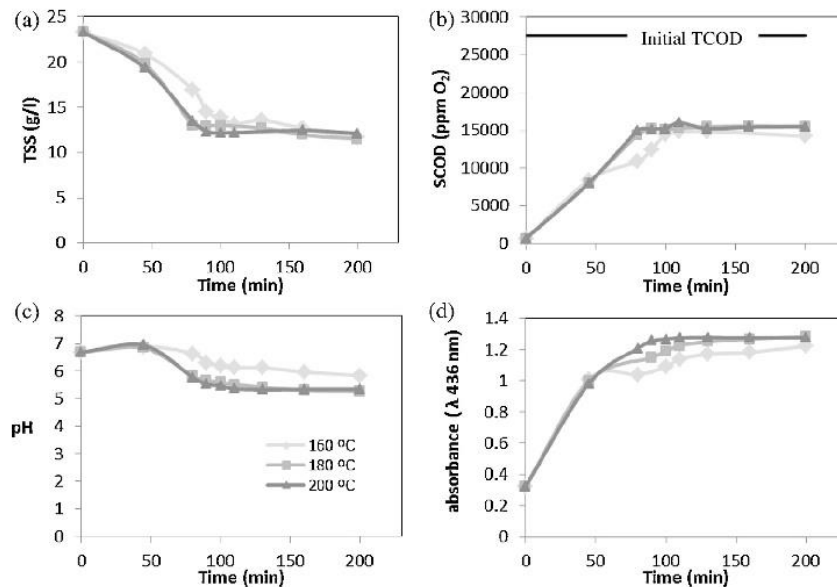 (a)
30
25
20
15
10
5
0
TSS (g/l)
0 50 100 150 200
Time (min)
(b)
30000
25000
20000
15000
10000
5000
0
SCOD (ppm O₂)
Initial TCOD
0 50 100 150 200
Time (min)
(c)
9
8
7
6
5
4
3
2
1
0
pH
160 ºC
180 ºC
200 ºC
0 50 100 150 200
Time (min)
(d)
1.4
1.2
1
0.8
0.6
0.4
0.2
0
absorbance (λ 436 nm)
0 50 100 150 200
Time (min)